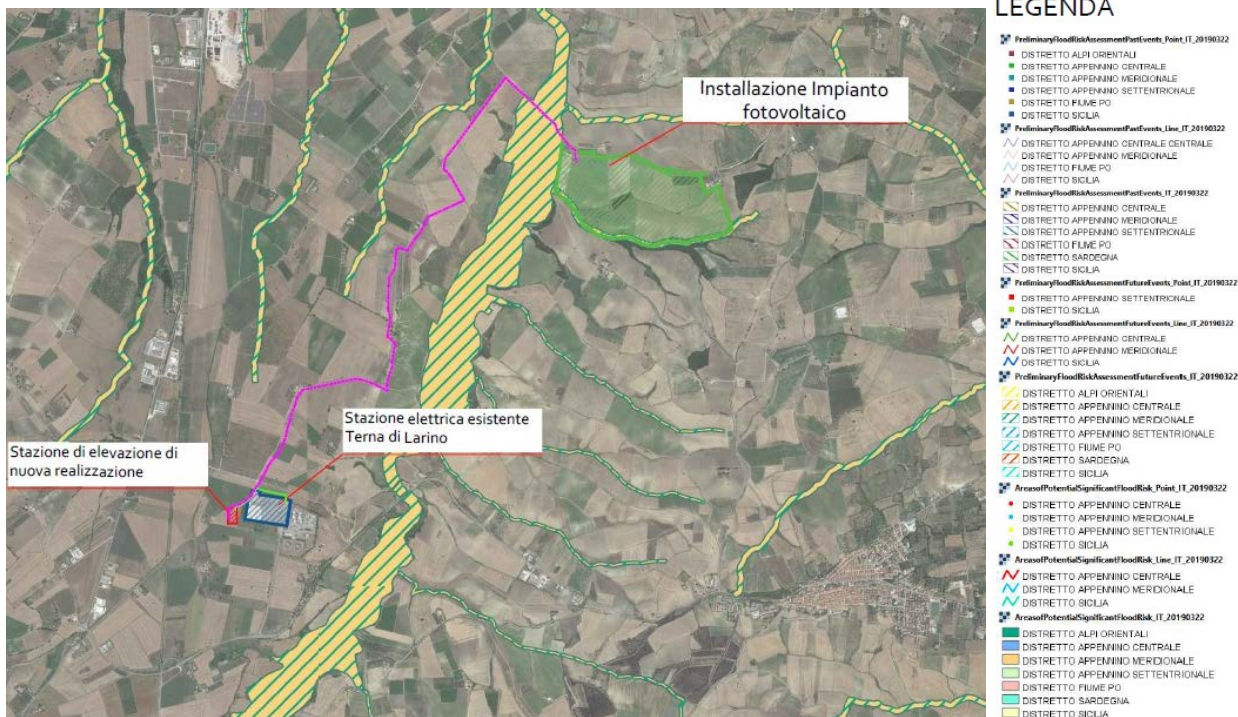 LEGENDA
Installazione Impianto
fotovoltaico
Stazione elettrica esistente
Terna di Larino
Stazione di elevazione di
nuova realizzazione
PreliminaryFloodRiskAssessmentPastEvents_Point_IT_20190322
DISTRETTO ALPI ORIENTALI
DISTRETTO APPENNINO CENTRALE
DISTRETTO APPENNINO MERIDIONALE
DISTRETTO APPENNINO SETTENTRIONALE
DISTRETTO FIUME PO
DISTRETTO SICILIA
PreliminaryFloodRiskAssessmentPastEvents_Line_IT_20190322
DISTRETTO APPENNINO CENTRALE CENTRALE
DISTRETTO APPENNINO MERIDIONALE
DISTRETTO FIUME PO
DISTRETTO SICILIA
PreliminaryFloodRiskAssessmentPastEvents_IT_20190322
DISTRETTO APPENNINO CENTRALE
DISTRETTO APPENNINO MERIDIONALE
DISTRETTO APPENNINO SETTENTRIONALE
DISTRETTO FIUME PO
DISTRETTO SARDEGNA
DISTRETTO SICILIA
PreliminaryFloodRiskAssessmentFutureEvents_Point_IT_20190322
DISTRETTO APPENNINO SETTENTRIONALE
DISTRETTO SICILIA
PreliminaryFloodRiskAssessmentFutureEvents_Line_IT_20190322
DISTRETTO APPENNINO CENTRALE
DISTRETTO APPENNINO MERIDIONALE
DISTRETTO SICILIA
PreliminaryFloodRiskAssessmentFutureEvents_IT_20190322
DISTRETTO ALPI ORIENTALI
DISTRETTO APPENNINO CENTRALE
DISTRETTO APPENNINO MERIDIONALE
DISTRETTO APPENNINO SETTENTRIONALE
DISTRETTO FIUME PO
DISTRETTO SARDEGNA
DISTRETTO SICILIA
AreasofPotentialSignificantFloodRisk_Point_IT_20190322
DISTRETTO APPENNINO CENTRALE
DISTRETTO APPENNINO MERIDIONALE
DISTRETTO APPENNINO SETTENTRIONALE
DISTRETTO SICILIA
AreasofPotentialSignificantFloodRisk_Line_IT_20190322
DISTRETTO APPENNINO CENTRALE
DISTRETTO APPENNINO MERIDIONALE
DISTRETTO SICILIA
AreasofPotentialSignificantFloodRisk_IT_20190322
DISTRETTO ALPI ORIENTALI
DISTRETTO APPENNINO CENTRALE
DISTRETTO APPENNINO MERIDIONALE
DISTRETTO APPENNINO SETTENTRIONALE
DISTRETTO FIUME PO
DISTRETTO SARDEGNA
DISTRETTO SICILIA